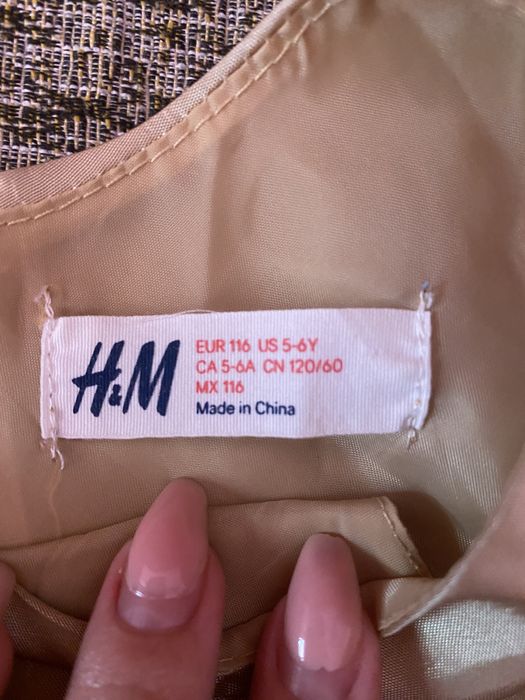 H&M
EUR 116 US 5-6Y
CA 5-6A CN 120/60
MX 116
Made in China